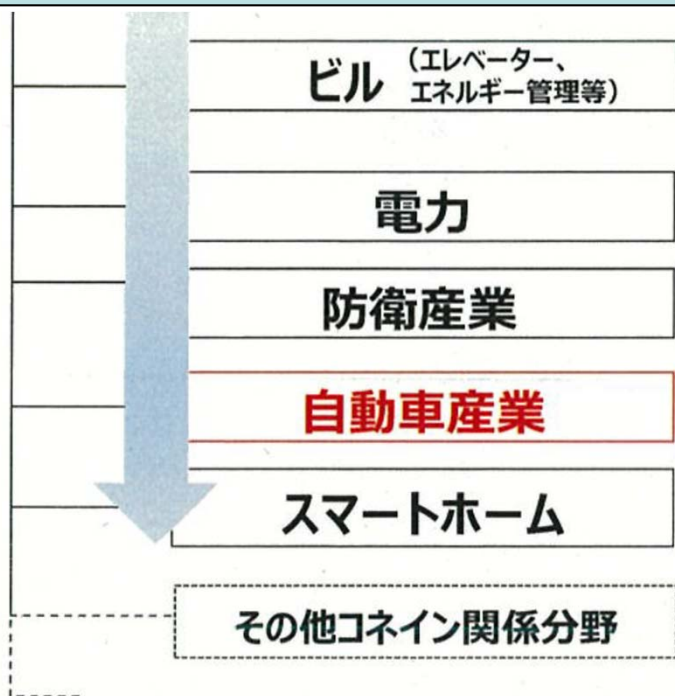 ビル (エレベーター、
エネルギー管理等)
電力
防衛産業
自動車産業
スマートホーム
その他コネイン関係分野